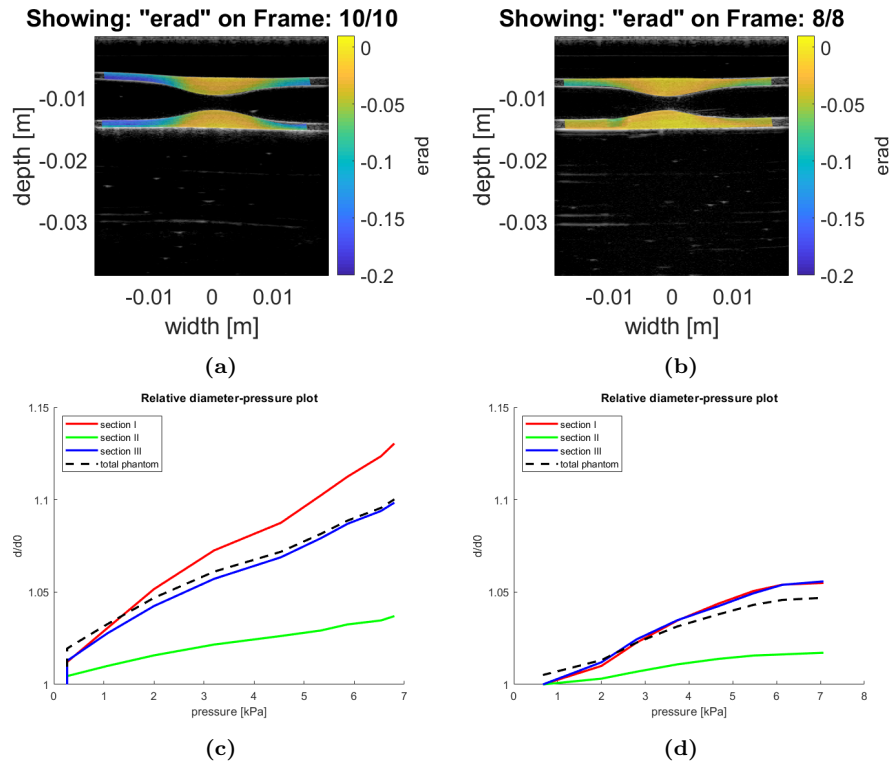 Showing: "erad" on Frame: 10/10
0
-0.01
-0.02
-0.03
depth [m]
-0.01 0 0.01
width [m]
0
-0.05
-0.1
-0.15
-0.2
erad
(a)
Showing: "erad" on Frame: 8/8
-0.01
-0.02
-0.03
depth [m]
-0.01 0 0.01
width [m]
0
-0.05
-0.1
-0.15
-0.2
erad
(b)
Relative diameter-pressure plot
section I
section II
section III
total phantom
1.15
1.1
1.05
1
d/d0
0 1 2 3 4 5 6 7
pressure [kPa]
(c)
Relative diameter-pressure plot
section I
section II
section III
total phantom
1.15
1.1
1.05
1
d/d0
0 1 2 3 4 5 6 7 8
pressure [kPa]
(d)